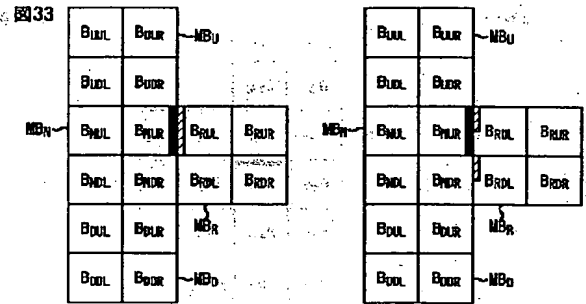 図33
BUUL BUUR MBU
BUDL BUDR
MBN BNUL BNUR BRUL BRUR
BNDL BNDR BRDL BRDR
MBR
BDUL BDUR
BDDL BDDR MBD
BUUL BUUR MBU
BUDL BUDR
MBN BNUL BNUR BRDL BRUR
BNDL BNDR BRDL BRDR
MBR
BDUL BDUR
BDDL BDDR MBD